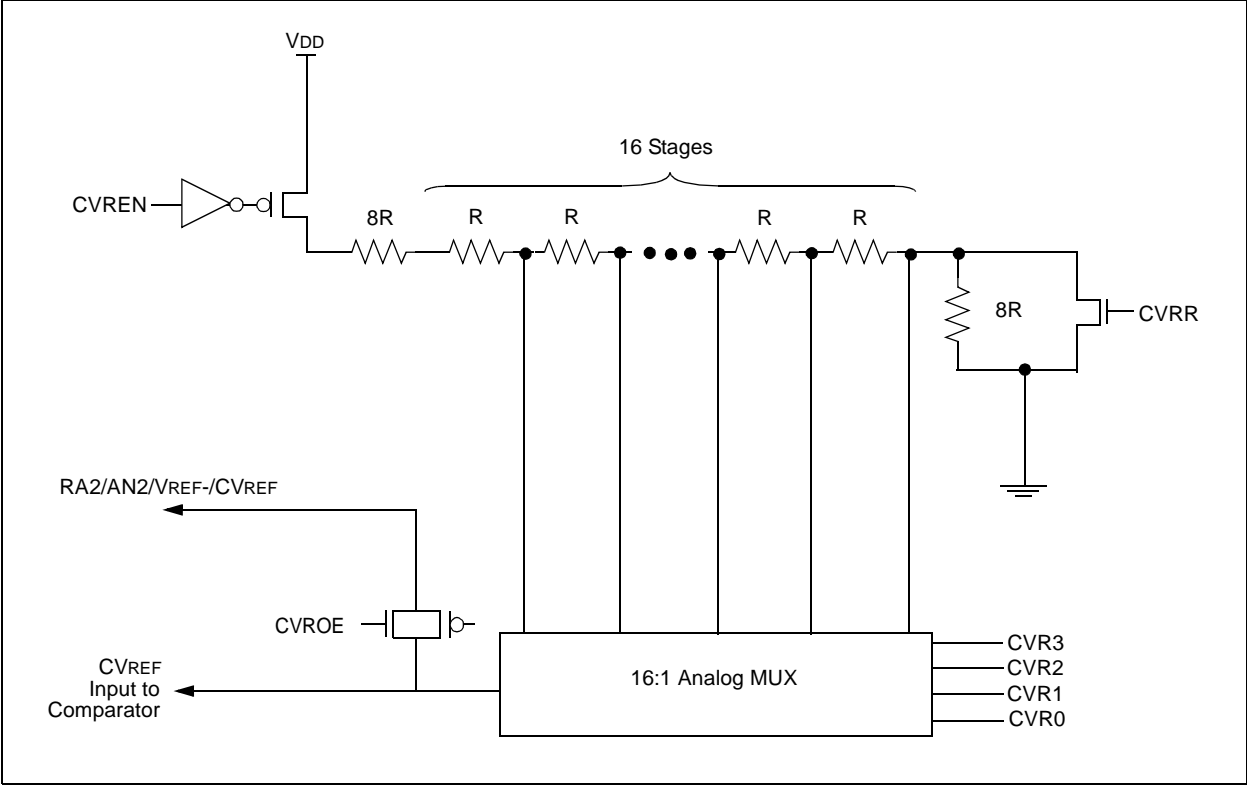 VDD
16 Stages
CVREN
8R
R
R
R
R
8R
CVRR
RA2/AN2/VREF-/CVREF
CVROE
CVREF
Input to
Comparator
16:1 Analog MUX
CVR3
CVR2
CVR1
CVR0